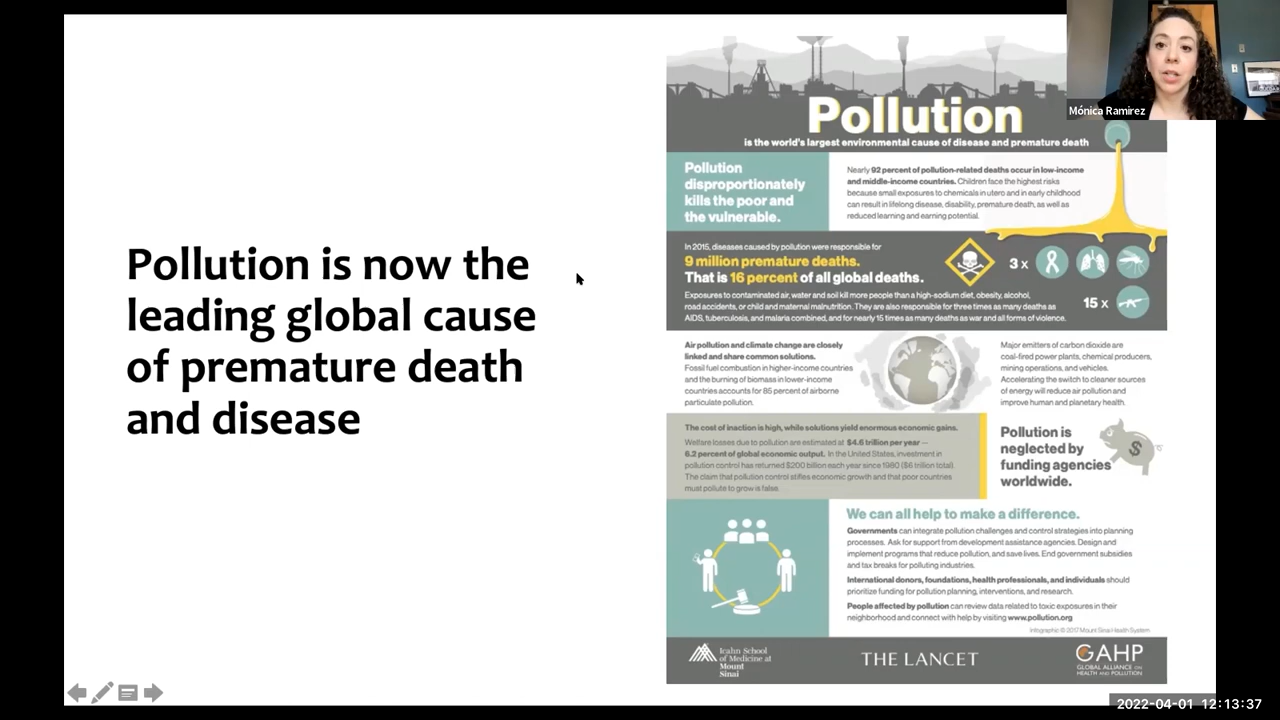 Pollution is now the
leading global cause
of premature death
and disease
Pollution
is the world's largest environmental cause of disease and premature death
Pollution
disproportionately
kills the poor and
the vulnerable.
Nearly 92 percent of pollution-related deaths occur in low-income
and middle-income countries. Children face the highest risks
because small exposures to chemicals in utero and in early childhood
can result in lifelong disease, disability, premature death, as well as
reduced learning and earning potential.
In 2015, diseases caused by pollution were responsible for
9 million premature deaths.
That is 16 percent of all global deaths.
Exposures to contaminated air, water and soil kill more people than a high-sodium diet, obesity, alcohol,
road accidents, or child and maternal malnutrition. They are also responsible for three times as many deaths as
AIDS, tuberculosis, and malaria combined, and for nearly 15 times as many deaths as war and all forms of violence.
3 x
15 x
Air pollution and climate change are closely
linked and share common solutions.
Fossil fuel combustion in higher-income countries
and the burning of biomass in lower-income
countries accounts for 85 percent of airborne
particulate pollution.
Major emitters of carbon dioxide are
coal-fired power plants, chemical producers,
mining operations, and vehicles.
Accelerating the switch to cleaner sources
of energy will reduce air pollution and
improve human and planetary health.
The cost of inaction is high, while solutions yield enormous economic gains.
Welfare losses due to pollution are estimated at $4.6 trillion per year —
6.2 percent of global economic output. In the United States, investment in
pollution control has returned $200 billion each year since 1980 ($6 trillion total).
The claim that pollution control stifles economic growth and that poor countries
must pollute to grow is false.
Pollution is
neglected by
funding agencies
worldwide.
$
We can all help to make a difference.
Governments can integrate pollution challenges and control strategies into planning
processes. Ask for support from development assistance agencies. Design and
implement programs that reduce pollution, and save lives. End government subsidies
and tax breaks for polluting industries.
International donors, foundations, health professionals, and individuals should
prioritize funding for pollution planning, interventions, and research.
People affected by pollution can review data related to toxic exposures in their
neighborhood and connect with help by visiting www.pollution.org
Infographic © 2017 Mount Sinai Health System
Icahn School
of Medicine at
Mount
Sinai
THE LANCET
GAHP
GLOBAL ALLIANCE ON
HEALTH AND POLLUTION
Mónica Ramirez
2022-04-01 12:13:37